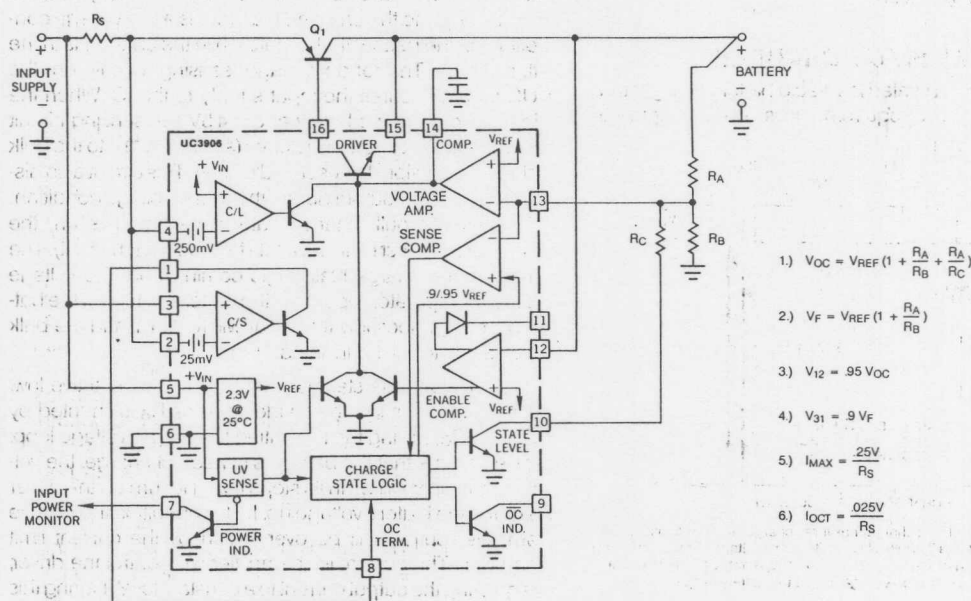 RS
Q1
+
INPUT
SUPPLY
+
BATTERY
16
15
14
UC3906
DRIVER
COMP.
+ VIN
VREF
+
C/L
−
4
250mV
VOLTAGE
AMP.
+
−
13
RA
RC
RB
SENSE
COMP.
−
+
1
3
2
+
C/S
−
25mV
.9/.95 VREF
11
12
−
+
ENABLE
COMP.
VREF
5
+VIN
2.3V
@
25°C
VREF
6
STATE
LEVEL
10
UV
SENSE
CHARGE
STATE LOGIC
INPUT
POWER
MONITOR
7
POWER
IND.
OC
TERM.
8
OC
IND.
9
1.) VOC = VREF (1 + RA/RB + RA/RC)
2.) VF = VREF (1 + RA/RB)
3.) V12 = .95 VOC
4.) V31 = .9 VF
5.) IMAX = .25V/RS
6.) IOCT = .025V/RS